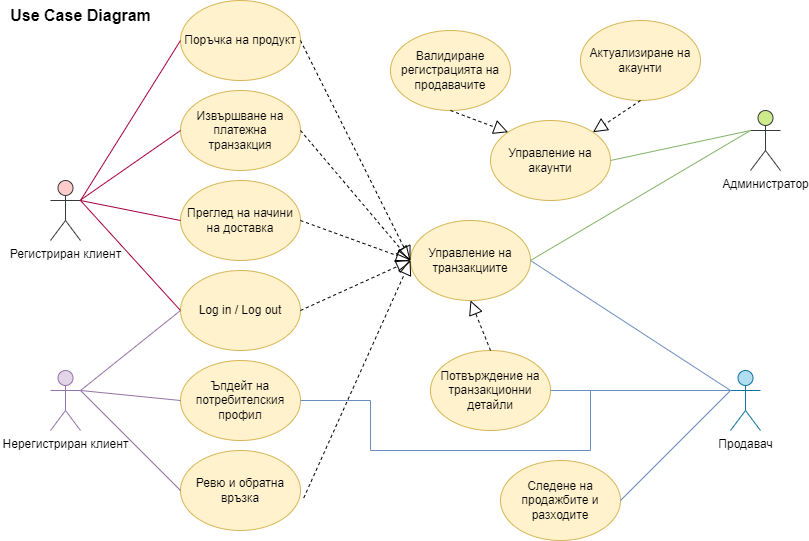 Use Case Diagram
Поръчка на продукт
Извършване на
платежна
транзакция
Преглед на начини
на доставка
Log in / Log out
Ъпдейт на
потребителския
профил
Ревю и обратна
връзка
Регистриран клиент
Нерегистриран клиент
Валидиране
регистрацията на
продавачите
Актуализиране на
акаунти
Управление на
акаунти
Управление на
транзакциите
Потвърждение на
транзакционни
детайли
Следене на
продажбите и
разходите
Администратор
Продавач